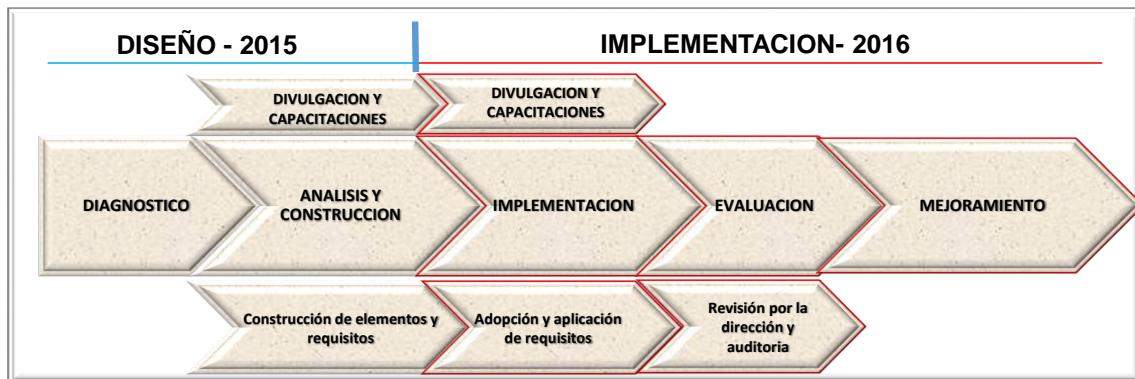 DISEÑO - 2015
IMPLEMENTACION- 2016
DIVULGACION Y
CAPACITACIONES
DIVULGACION Y
CAPACITACIONES
DIAGNOSTICO
ANALISIS Y
CONSTRUCCION
IMPLEMENTACION
EVALUACION
MEJORAMIENTO
Construcción de elementos y
requisitos
Adopción y aplicación
de requisitos
Revisión por la
dirección y
auditoria